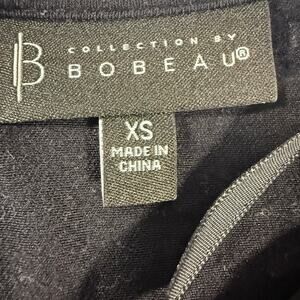 B
COLLECTION BY
BOBEAU®
XS
MADE IN
CHINA